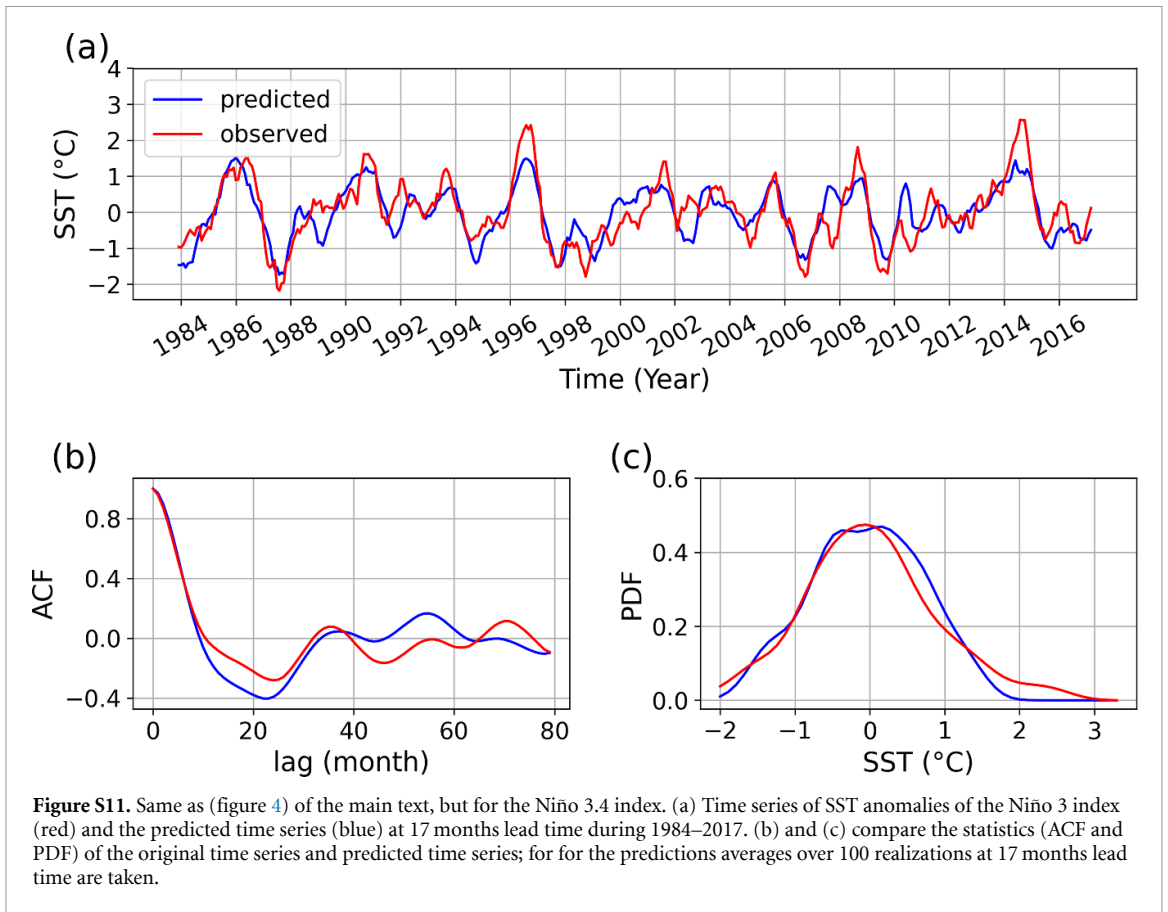 (a)
4
3
2
1
0
−1
−2
SST (°C)
predicted
observed
1984 1986 1988 1990 1992 1994 1996 1998 2000 2002 2004 2006 2008 2010 2012 2014 2016
Time (Year)
(b)
0.8
0.4
0.0
−0.4
ACF
0 20 40 60 80
lag (month)
(c)
0.6
0.4
0.2
0.0
PDF
−2 −1 0 1 2 3
SST (°C)
Figure S11. Same as (figure 4) of the main text, but for the Niño 3.4 index. (a) Time series of SST anomalies of the Niño 3 index
(red) and the predicted time series (blue) at 17 months lead time during 1984–2017. (b) and (c) compare the statistics (ACF and
PDF) of the original time series and predicted time series; for for the predictions averages over 100 realizations at 17 months lead
time are taken.